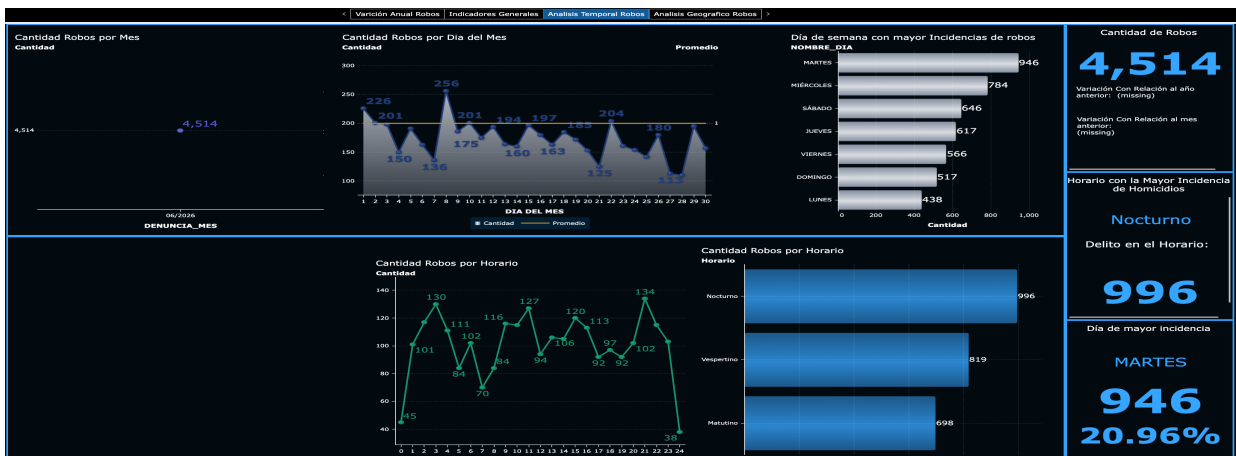 < Varición Anual Robos Indicadores Generales Analisis Temporal Robos Analisis Geografico Robos >
Cantidad Robos por Mes
Cantidad
4,514
4,514
06/2026
DENUNCIA_MES
Cantidad Robos por Dia del Mes
Cantidad Promedio
300
250
200
150
100
226
201
150
136
256
201
175
194
160
197
163
185
125
204
180
112
1
1 2 3 4 5 6 7 8 9 10 11 12 13 14 15 16 17 18 19 20 21 22 23 24 25 26 27 28 29 30
DIA DEL MES
Cantidad Promedio
Día de semana con mayor Incidencias de robos
NOMBRE_DIA
MARTES 946
MIÉRCOLES 784
SÁBADO 646
JUEVES 617
VIERNES 566
DOMINGO 517
LUNES 438
0 200 400 600 800 1,000
Cantidad
Cantidad de Robos
4,514
Variación Con Relación al año
anterior: (missing)
Variación Con Relación al mes
anterior:
(missing)
Horario con la Mayor Incidencia
de Homicidios
Nocturno
Delito en el Horario:
996
Día de mayor incidencia
MARTES
946
20.96%
Cantidad Robos por Horario
Cantidad
140
120
100
80
60
40
45
101
130
111
84
102
70
84
116
127
94
106
120
113
92
97
92
102
134
38
0 1 2 3 4 5 6 7 8 9 10 11 12 13 14 15 16 17 18 19 20 21 22 23 24
Cantidad Robos por Horario
Horario
Nocturno 996
Vespertino 819
Matutino 698